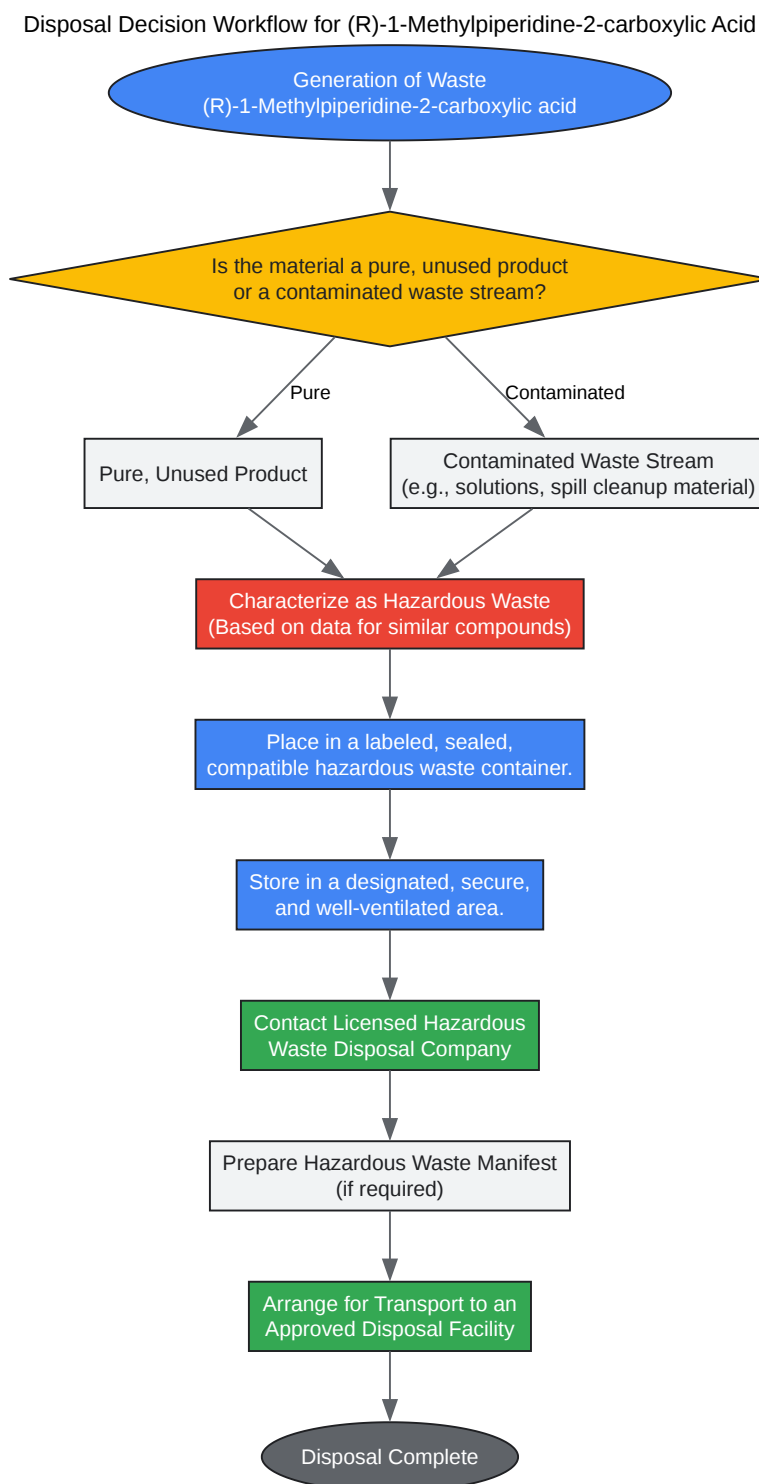 Disposal Decision Workflow for (R)-1-Methylpiperidine-2-carboxylic Acid
Generation of Waste
(R)-1-Methylpiperidine-2-carboxylic acid
Is the material a pure, unused product
or a contaminated waste stream?
Pure
Contaminated
Pure, Unused Product
Contaminated Waste Stream
(e.g., solutions, spill cleanup material)
Characterize as Hazardous Waste
(Based on data for similar compounds)
Place in a labeled, sealed,
compatible hazardous waste container.
Store in a designated, secure,
and well-ventilated area.
Contact Licensed Hazardous
Waste Disposal Company
Prepare Hazardous Waste Manifest
(if required)
Arrange for Transport to an
Approved Disposal Facility
Disposal Complete